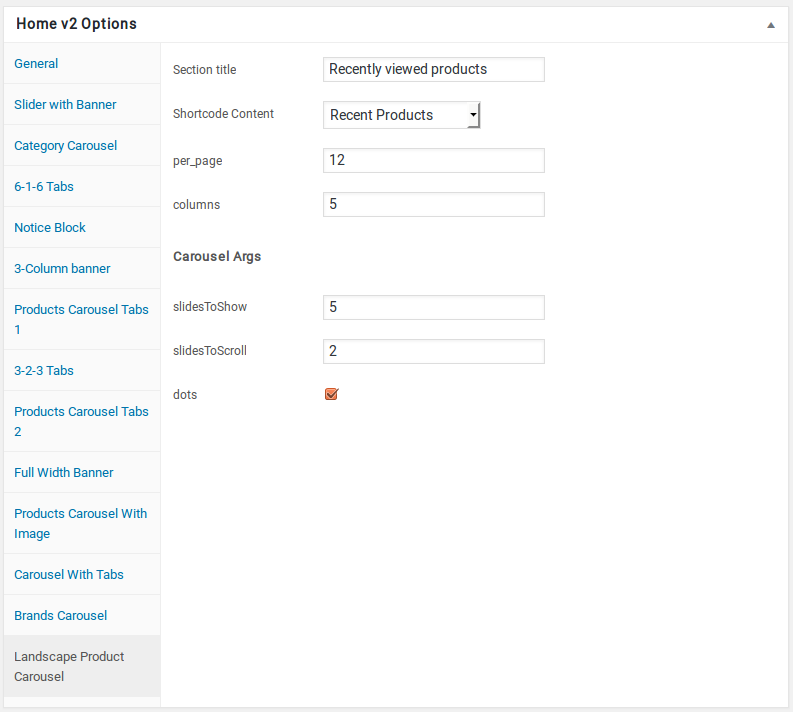 Home v2 Options
General
Slider with Banner
Category Carousel
6-1-6 Tabs
Notice Block
3-Column banner
Products Carousel Tabs
1
3-2-3 Tabs
Products Carousel Tabs
2
Full Width Banner
Products Carousel With
Image
Carousel With Tabs
Brands Carousel
Landscape Product
Carousel
Section title Recently viewed products
Shortcode Content Recent Products
per_page 12
columns 5
Carousel Args
slidesToShow 5
slidesToScroll 2
dots